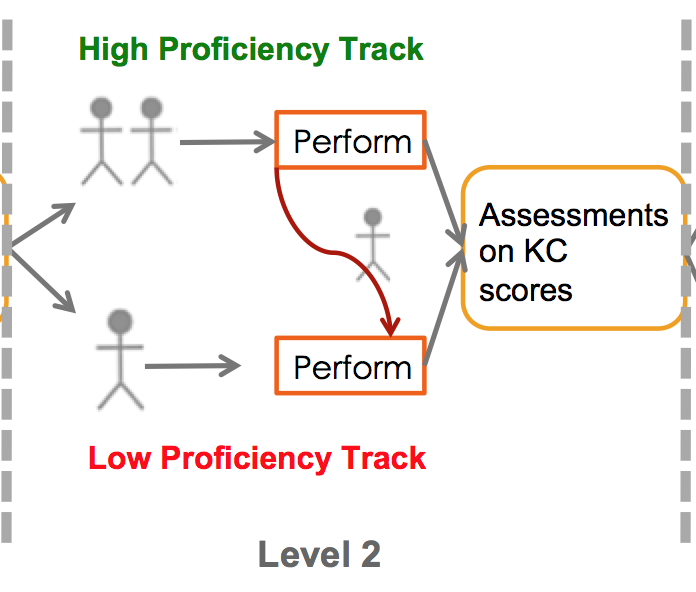 High Proficiency Track
Perform
Assessments
on KC
scores
Perform
Low Proficiency Track
Level 2